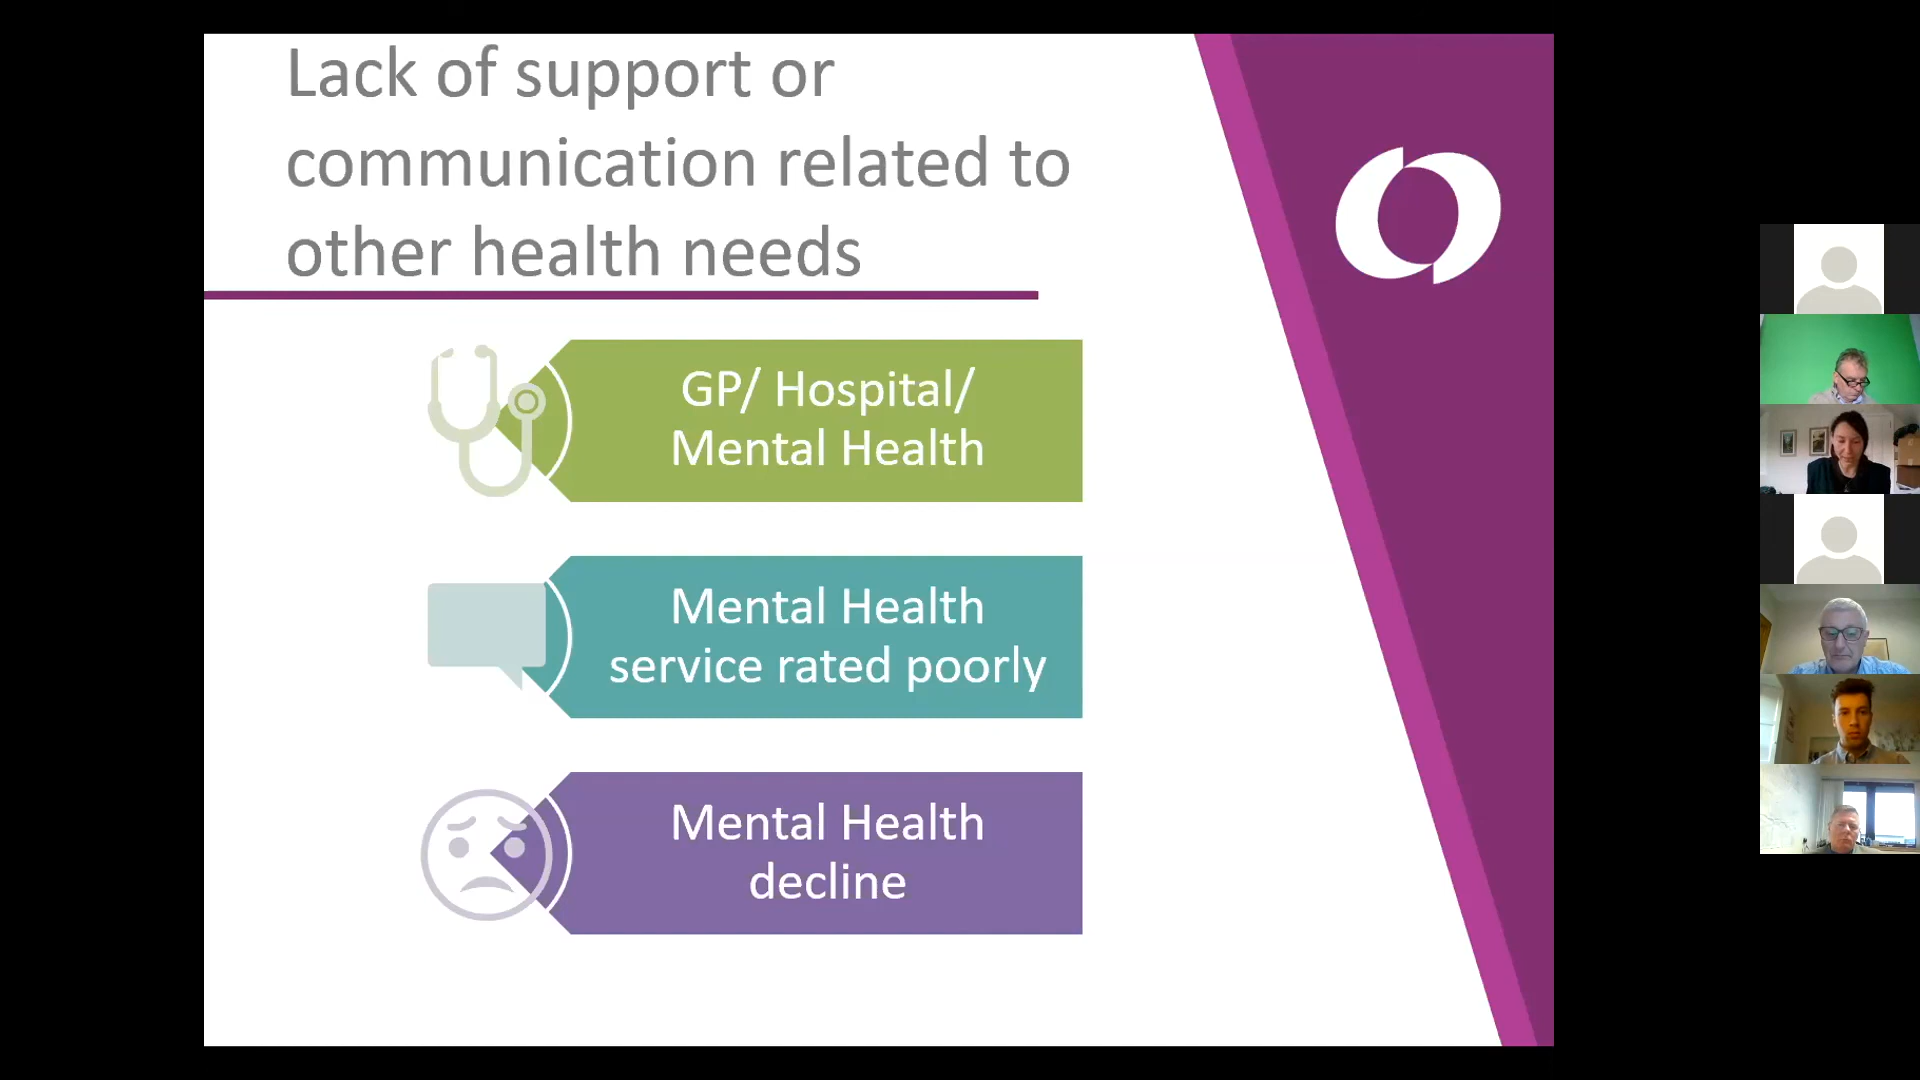 Lack of support or
communication related to
other health needs
GP/ Hospital/
Mental Health
Mental Health
service rated poorly
Mental Health
decline